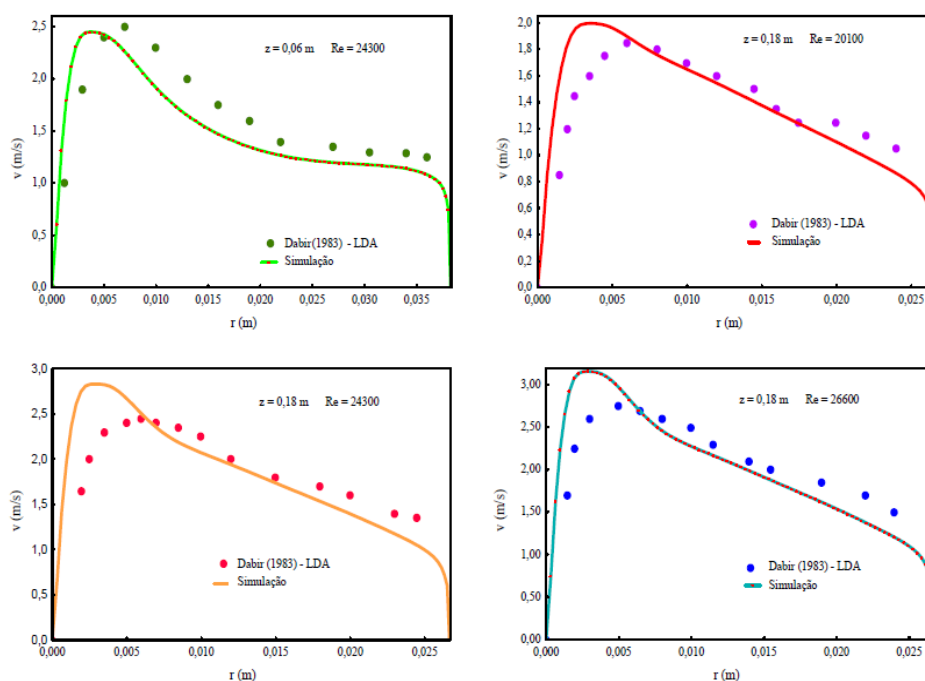 2,5
2,0
1,5
1,0
0,5
0,0
v (m/s)
z = 0,06 m Re = 24300
Dabir (1983) - LDA
Simulação
0,000 0,005 0,010 0,015 0,020 0,025 0,030 0,035
r (m)
2,0
1,8
1,6
1,4
1,2
1,0
0,8
0,6
0,4
0,2
0,0
v (m/s)
z = 0,18 m Re = 20100
Dabir (1983) - LDA
Simulação
0,000 0,005 0,010 0,015 0,020 0,025
r (m)
3,0
2,5
2,0
1,5
1,0
0,5
0,0
v (m/s)
z = 0,18 m Re = 24300
Dabir (1983) - LDA
Simulação
0,000 0,005 0,010 0,015 0,020 0,025
r (m)
3,00
2,50
2,00
1,50
1,00
0,50
0,00
v (m/s)
z = 0,18 m Re = 26600
Dabir (1983) - LDA
Simulação
0,000 0,005 0,010 0,015 0,020 0,025
r (m)